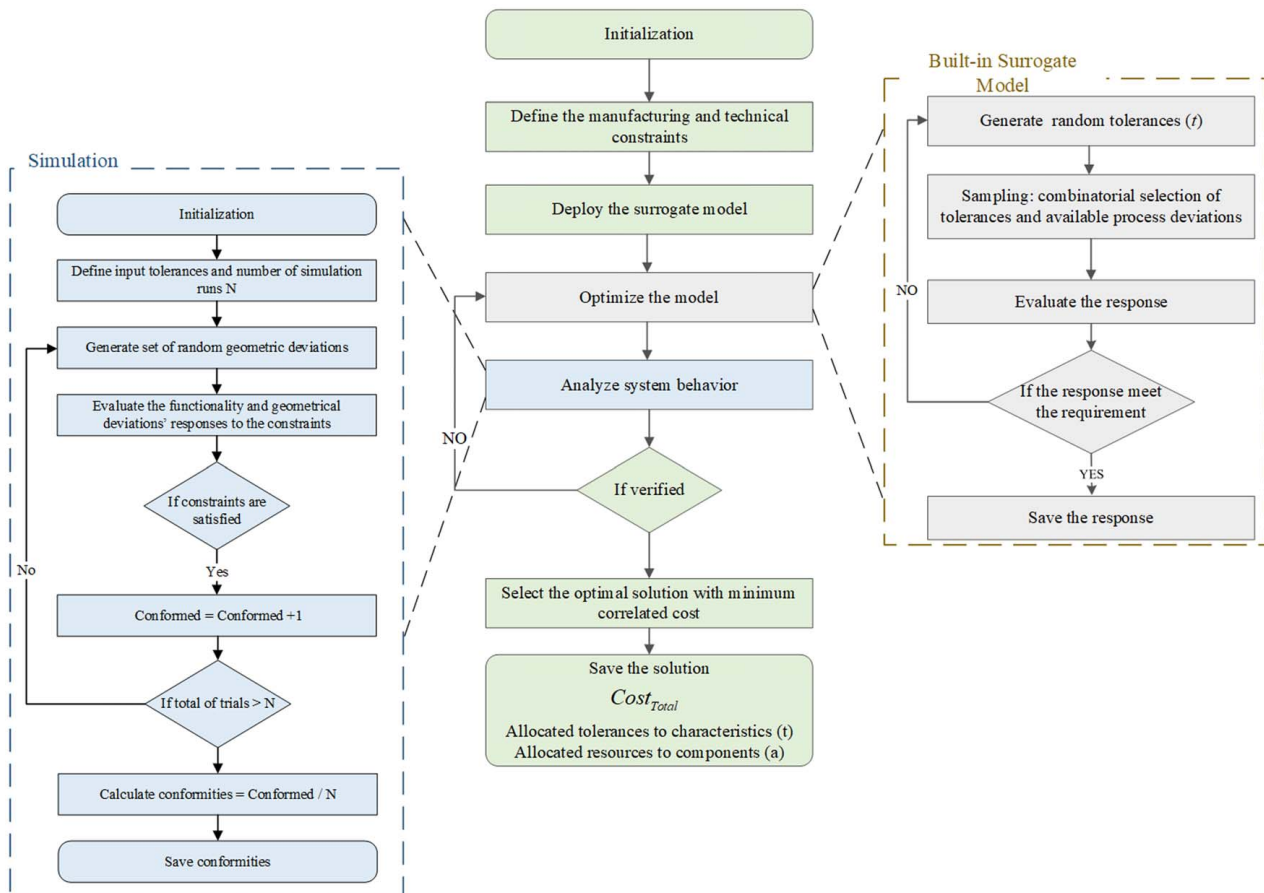 Simulation
Initialization
Define input tolerances and number of simulation
runs N
Generate set of random geometric deviations
Evaluate the functionality and geometrical
deviations' responses to the constraints
If constraints are
satisfied
No
Yes
Conformed = Conformed +1
If total of trials > N
Calculate conformities = Conformed / N
Save conformities
Initialization
Define the manufacturing and technical
constraints
Deploy the surrogate model
Optimize the model
Analyze system behavior
NO
If verified
Select the optimal solution with minimum
correlated cost
Save the solution
Cost_Total
Allocated tolerances to characteristics (t)
Allocated resources to components (a)
Built-in Surrogate
Model
Generate random tolerances (t)
Sampling: combinatorial selection of
tolerances and available process deviations
NO
Evaluate the response
If the response meet
the requirement
YES
Save the response